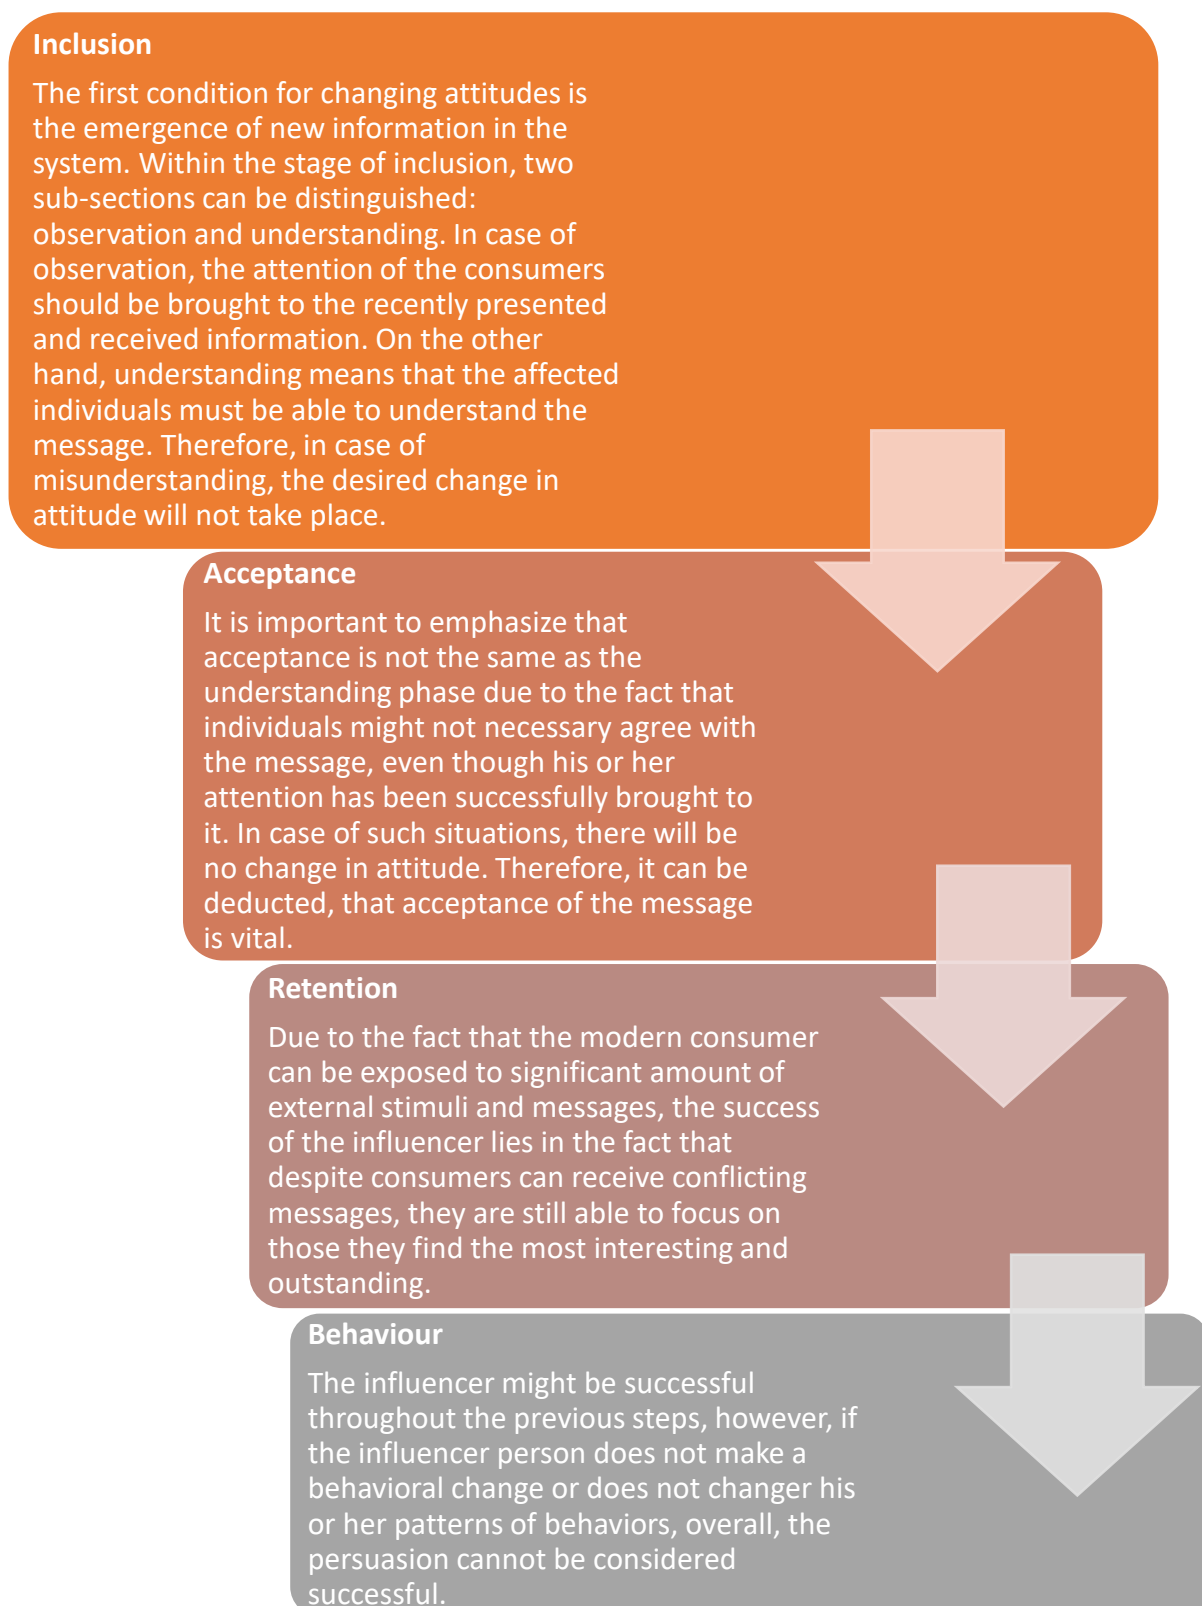 Inclusion
The first condition for changing attitudes is
the emergence of new information in the
system. Within the stage of inclusion, two
sub-sections can be distinguished:
observation and understanding. In case of
observation, the attention of the consumers
should be brought to the recently presented
and received information. On the other
hand, understanding means that the affected
individuals must be able to understand the
message. Therefore, in case of
misunderstanding, the desired change in
attitude will not take place.
Acceptance
It is important to emphasize that
acceptance is not the same as the
understanding phase due to the fact that
individuals might not necessary agree with
the message, even though his or her
attention has been successfully brought to
it. In case of such situations, there will be
no change in attitude. Therefore, it can be
deducted, that acceptance of the message
is vital.
Retention
Due to the fact that the modern consumer
can be exposed to significant amount of
external stimuli and messages, the success
of the influencer lies in the fact that
despite consumers can receive conflicting
messages, they are still able to focus on
those they find the most interesting and
outstanding.
Behaviour
The influencer might be successful
throughout the previous steps, however, if
the influencer person does not make a
behavioral change or does not changer his
or her patterns of behaviors, overall, the
persuasion cannot be considered
successful.